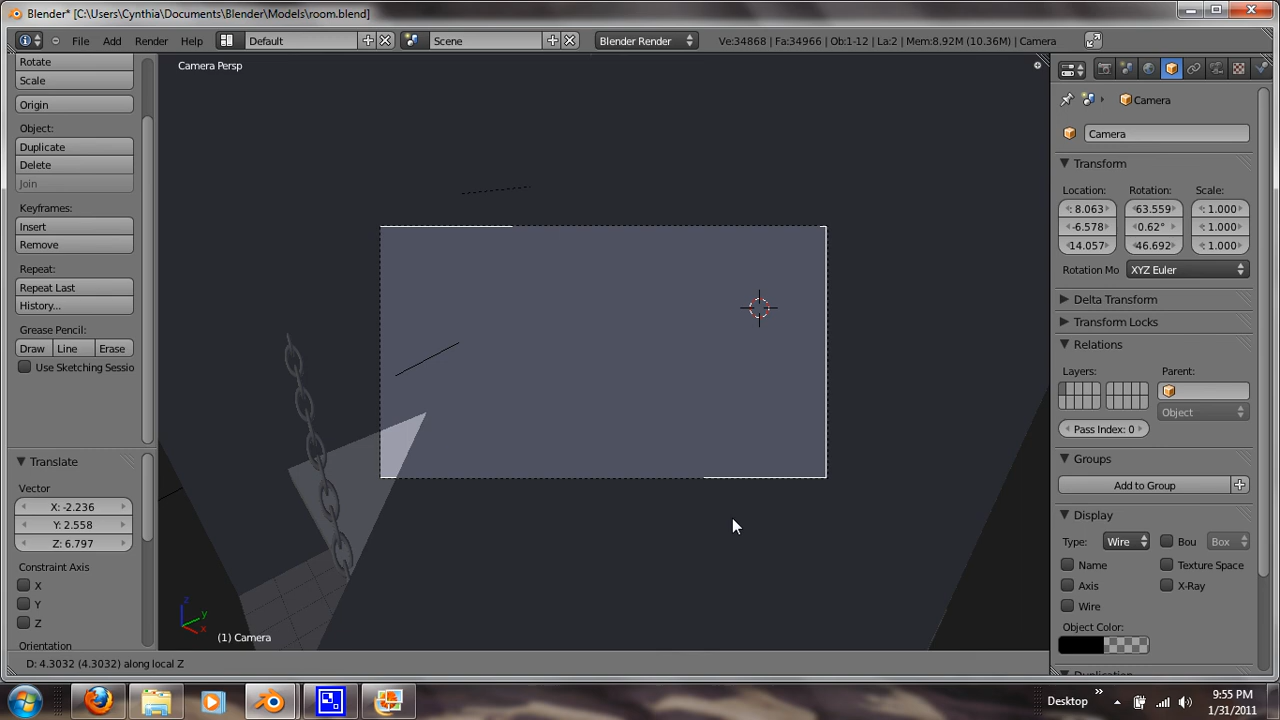 Blender* [C:\Users\Cynthia\Documents\Blender\Models\room.blend]
File Add Render Help Default Scene Blender Render Ve:34868 | Fa:34966 | Ob:1-12 | La:2 | Mem:8.92M (10.36M) | Camera
Rotate
Scale
Origin
Object:
Duplicate
Delete
Join
Keyframes:
Insert
Remove
Repeat:
Repeat Last
History...
Grease Pencil:
Draw Line Erase
Use Sketching Sessio
Translate
Vector
X: -2.236
Y: 2.558
Z: 6.797
Constraint Axis
X
Y
Z
Orientation
Camera Persp
z
y
x
(1) Camera
D: 4.3032 (4.3032) along local Z
Camera
Camera
Transform
Location: Rotation: Scale:
: 8.063 63.559 : 1.000
-6.578 0.62° : 1.000
14.057 46.692 : 1.000
Rotation Mo XYZ Euler
Delta Transform
Transform Locks
Relations
Layers: Parent:
Object
Pass Index: 0
Groups
Add to Group
Display
Type: Wire Bou Box
Name Texture Space
Axis X-Ray
Wire
Object Color:
Desktop
9:55 PM
1/31/2011